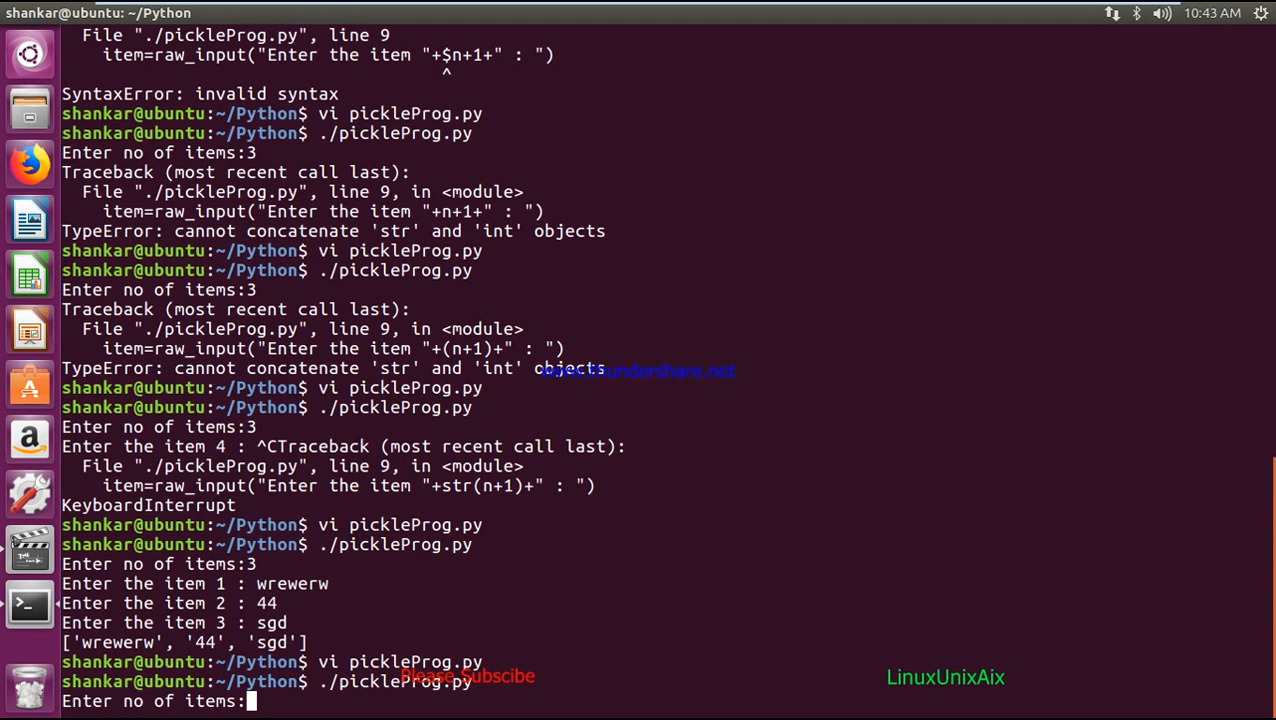 shankar@ubuntu: ~/Python
10:43 AM
File "./pickleProg.py", line 9
item=raw_input("Enter the item "+$n+1+" : ")
^
SyntaxError: invalid syntax
shankar@ubuntu:~/Python$ vi pickleProg.py
shankar@ubuntu:~/Python$ ./pickleProg.py
Enter no of items:3
Traceback (most recent call last):
File "./pickleProg.py", line 9, in <module>
item=raw_input("Enter the item "+n+1+" : ")
TypeError: cannot concatenate 'str' and 'int' objects
shankar@ubuntu:~/Python$ vi pickleProg.py
shankar@ubuntu:~/Python$ ./pickleProg.py
Enter no of items:3
Traceback (most recent call last):
File "./pickleProg.py", line 9, in <module>
item=raw_input("Enter the item "+(n+1)+" : ")
TypeError: cannot concatenate 'str' and 'int' objects
www.thundershare.net
shankar@ubuntu:~/Python$ vi pickleProg.py
shankar@ubuntu:~/Python$ ./pickleProg.py
Enter no of items:3
Enter the item 4 : ^CTraceback (most recent call last):
File "./pickleProg.py", line 9, in <module>
item=raw_input("Enter the item "+str(n+1)+" : ")
KeyboardInterrupt
shankar@ubuntu:~/Python$ vi pickleProg.py
shankar@ubuntu:~/Python$ ./pickleProg.py
Enter no of items:3
Enter the item 1 : wrewerw
Enter the item 2 : 44
Enter the item 3 : sgd
['wrewerw', '44', 'sgd']
shankar@ubuntu:~/Python$ vi pickleProg.py
Please Subscibe
LinuxUnixAix
shankar@ubuntu:~/Python$ ./pickleProg.py
Enter no of items: